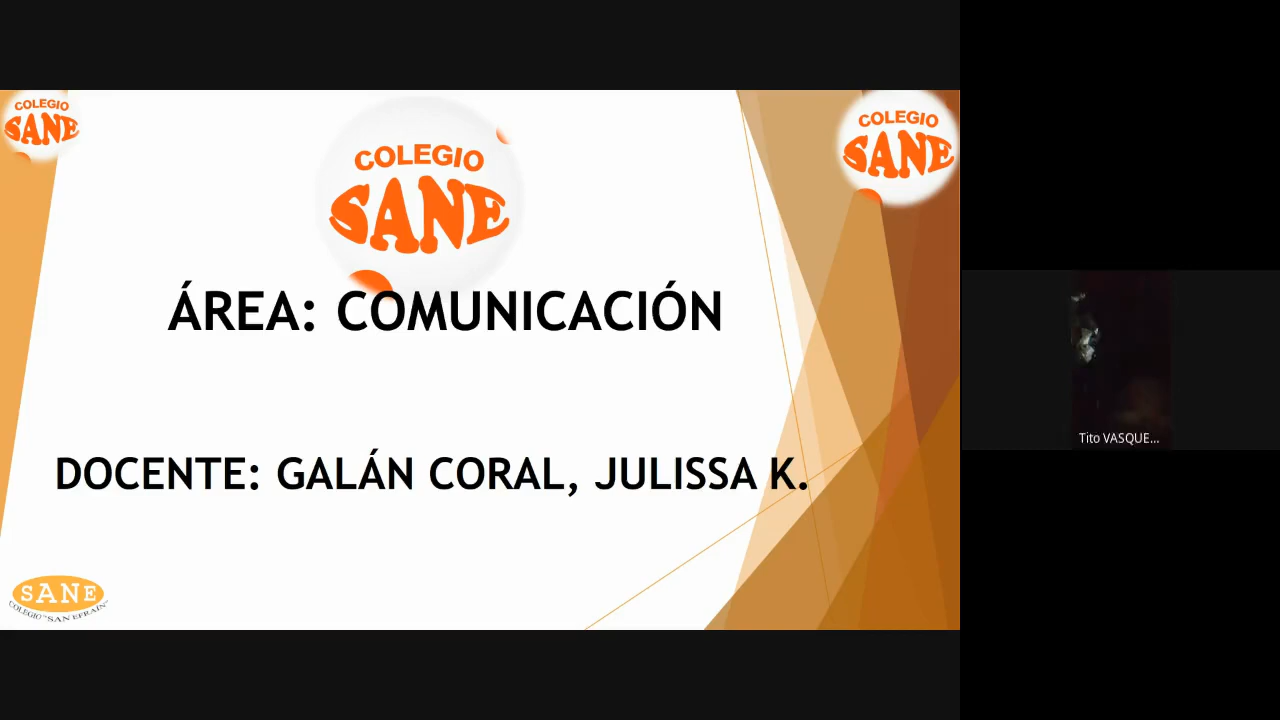 COLEGIO
SANE
COLEGIO
SANE
COLEGIO
SANE
ÁREA: COMUNICACIÓN
DOCENTE: GALÁN CORAL, JULISSA K.
Tito VASQUE...
SANE
COLEGIO "SAN EFRAIN"